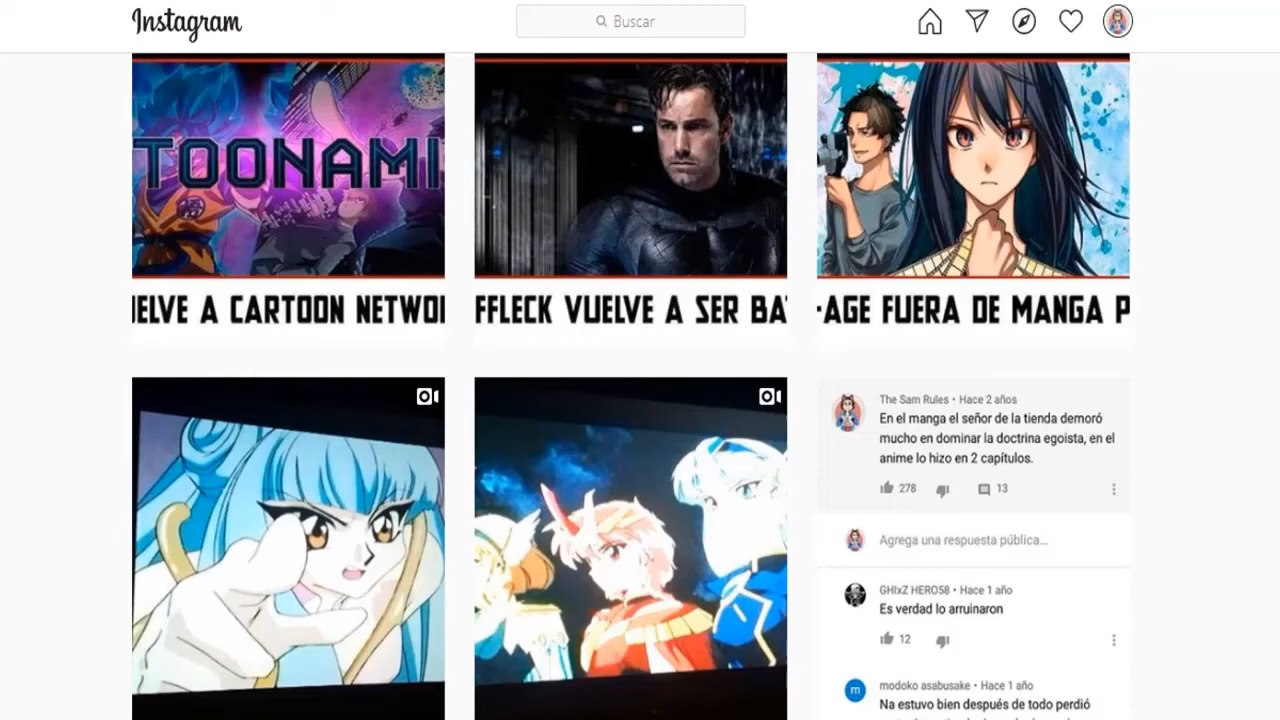 Instagram
Buscar
TOONAMI
UELVE A CARTOON NETWOR
FFLECK VUELVE A SER BA
-AGE FUERA DE MANGA P
The Sam Rules • Hace 2 años
En el manga el señor de la tienda demoró
mucho en dominar la doctrina egoista, en el
anime lo hizo en 2 capítulos.
278
13
Agrega una respuesta pública...
GHIxZ HERO58 • Hace 1 año
Es verdad lo arruinaron
12
m
modoko asabusake • Hace 1 año
Na estuvo bien después de todo perdió